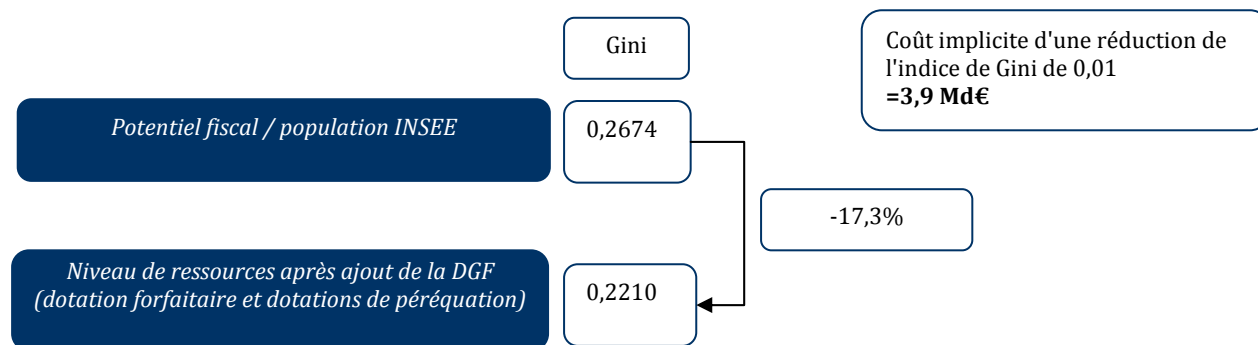 Gini
Coût implicite d'une réduction de
l'indice de Gini de 0,01
=3,9 Md€
Potentiel fiscal / population INSEE
0,2674
-17,3%
Niveau de ressources après ajout de la DGF
(dotation forfaitaire et dotations de péréquation)
0,2210